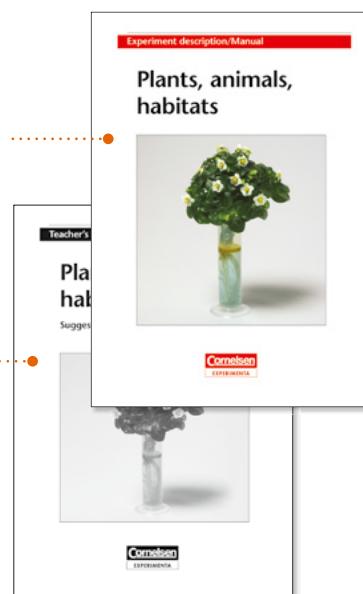 Experiment description/Manual
Plants, animals,
habitats
Cornelsen
EXPERIMENTA
Teacher's
Pla
hab
Sugges
Cornelsen
EXPERIMENTA